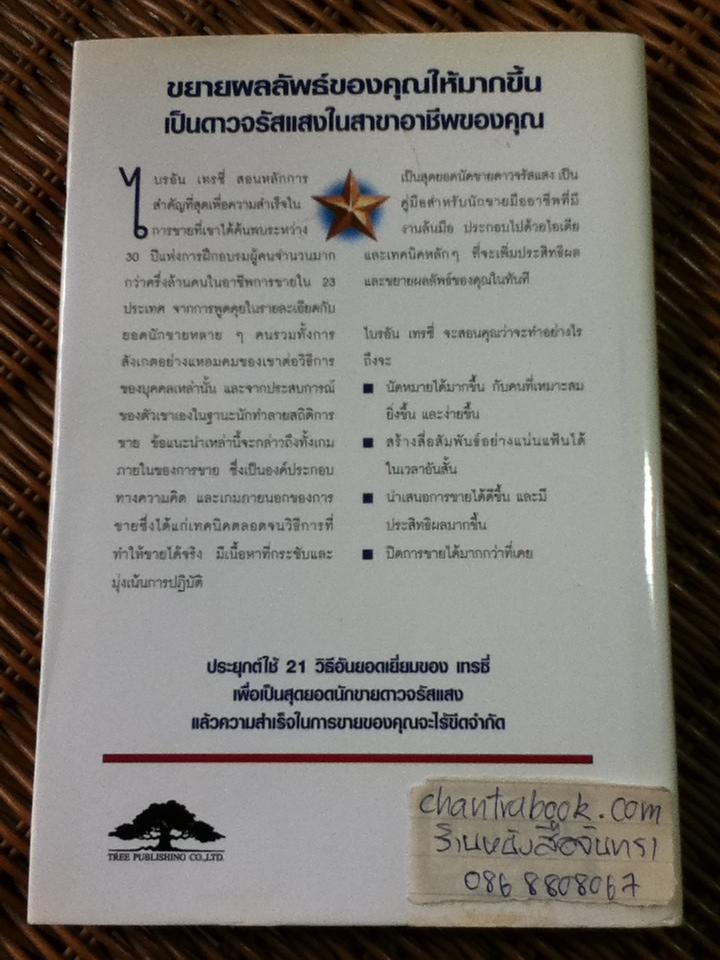 ขยายผลลัพธ์ของคุณให้มากขึ้น
เป็นดาวจรัสแสงในสาขาอาชีพของคุณ
ไบรอัน เทรซี่ สอนหลักการ
สำคัญที่สุดเพื่อความสำเร็จใน
การขายที่เขาได้ค้นพบระหว่าง
30 ปีแห่งการฝึกอบรมผู้คนจำนวนมาก
กว่าครึ่งล้านคนในอาชีพการขายใน 23
ประเทศ จากการพูดคุยในรายละเอียดกับ
ยอดนักขายหลาย ๆ คนรวมทั้งการ
สังเกตอย่างแหลมคมของเขาต่อวิธีการ
ของบุคคลเหล่านั้น และจากประสบการณ์
ของตัวเขาเองในฐานะนักทำลายสถิติการ
ขาย ข้อแนะนำเหล่านี้จะกล่าวถึงทั้งเกม
ภายในของการขาย ซึ่งเป็นองค์ประกอบ
ทางความคิด และเกมภายนอกของการ
ขายซึ่งได้แก่เทคนิคตลอดจนวิธีการที่
ทำให้ขายได้จริง มีเนื้อหาที่กระชับและ
มุ่งเน้นการปฏิบัติ
เป็นสุดยอดนักขายดาวจรัสแสง เป็น
คู่มือสำหรับนักขายมืออาชีพที่มี
งานล้นมือ ประกอบไปด้วยไอเดีย
และเทคนิคหลักๆ ที่จะเพิ่มประสิทธิผล
และขยายผลลัพธ์ของคุณในทันที
ไบรอัน เทรซี่ จะสอนคุณว่าจะทำอย่างไร
ถึงจะ
■ นัดหมายได้มากขึ้น กับคนที่เหมาะสม
ยิ่งขึ้น และง่ายขึ้น
■ สร้างสื่อสัมพันธ์อย่างแน่นแฟ้นได้
ในเวลาอันสั้น
■ นำเสนอการขายได้ดีขึ้น และมี
ประสิทธิผลมากขึ้น
■ ปิดการขายได้มากกว่าที่เคย
ประยุกต์ใช้ 21 วิธีอันยอดเยี่ยมของ เทรซี่
เพื่อเป็นสุดยอดนักขายดาวจรัสแสง
แล้วความสำเร็จในการขายของคุณจะไร้ขีดจำกัด
TREE PUBLISHING CO.,LTD.
chantrabook.com
ร้านหนังสือจันทรา
086 8808067